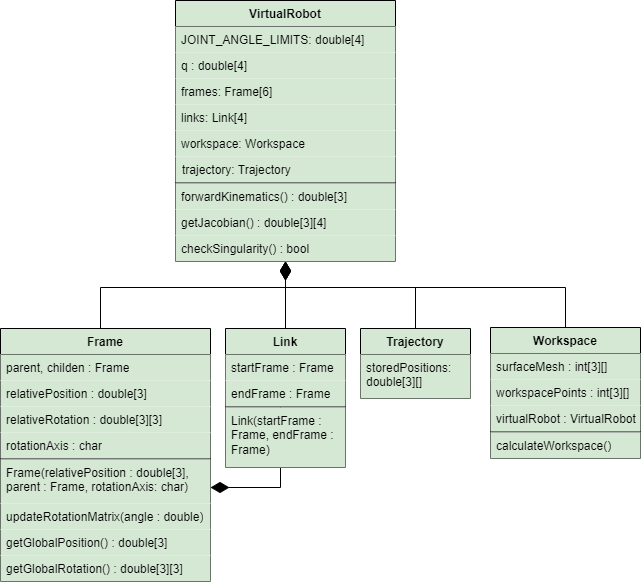 VirtualRobot
JOINT_ANGLE_LIMITS: double[4]
q : double[4]
frames: Frame[6]
links: Link[4]
workspace: Workspace
trajectory: Trajectory
forwardKinematics() : double[3]
getJacobian() : double[3][4]
checkSingularity() : bool
Frame
parent, childen : Frame
relativePosition : double[3]
relativeRotation : double[3][3]
rotationAxis : char
Frame(relativePosition : double[3],
parent : Frame, rotationAxis: char)
updateRotationMatrix(angle : double)
getGlobalPosition() : double[3]
getGlobalRotation() : double[3][3]
Link
startFrame : Frame
endFrame : Frame
Link(startFrame :
Frame, endFrame :
Frame)
Trajectory
storedPositions:
double[3][]
Workspace
surfaceMesh : int[3][]
workspacePoints : int[3][]
virtualRobot : VirtualRobot
calculateWorkspace()